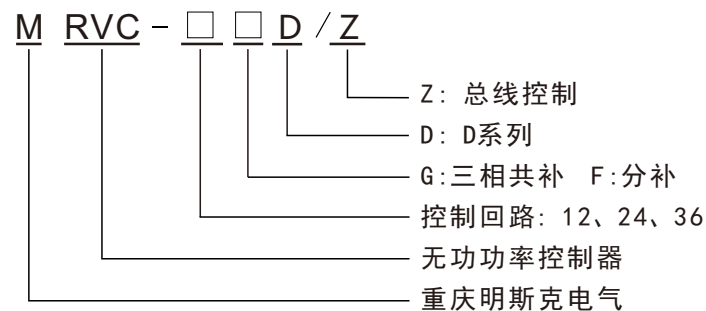 M RVC-□□D/Z
Z: 总线控制
D: D系列
G:三相共补 F:分补
控制回路: 12、24、36
无功功率控制器
重庆明斯克电气